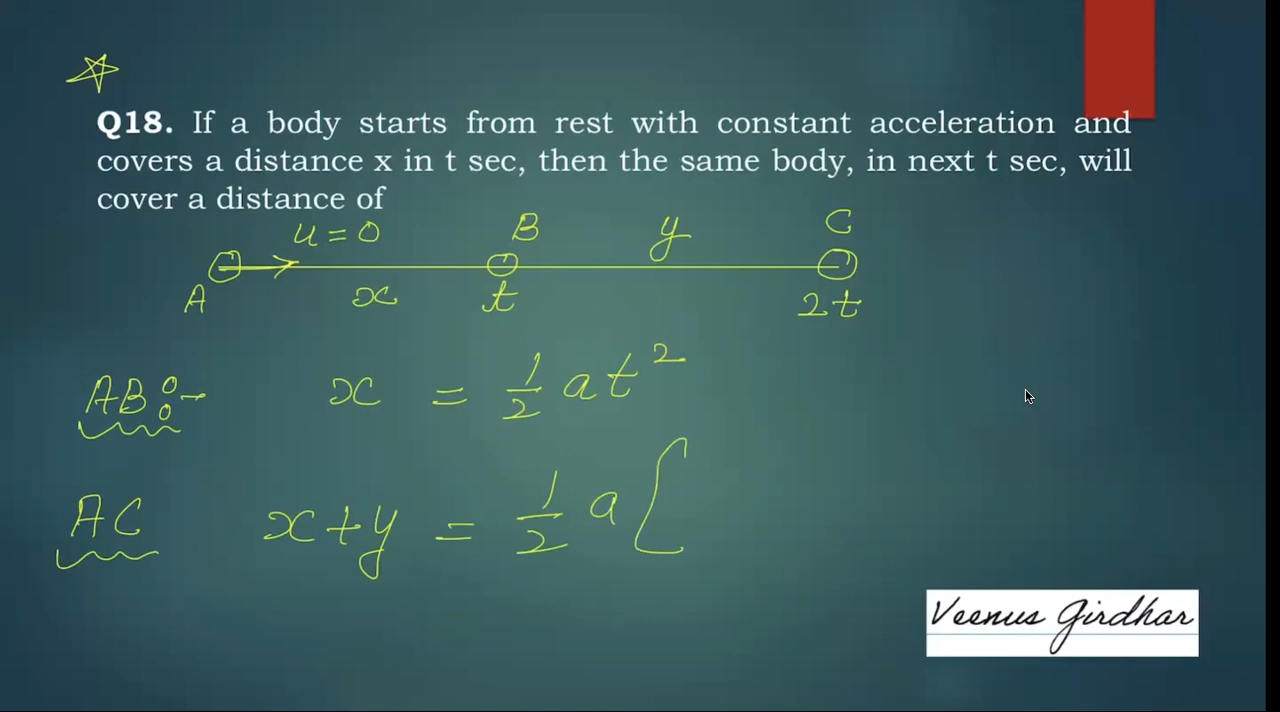 Q18. If a body starts from rest with constant acceleration and
covers a distance x in t sec, then the same body, in next t sec, will
cover a distance of
u = 0 B y C
A x t 2t
AB:- x = 1/2 at²
AC x+y = 1/2 a [
Veenus Girdhar